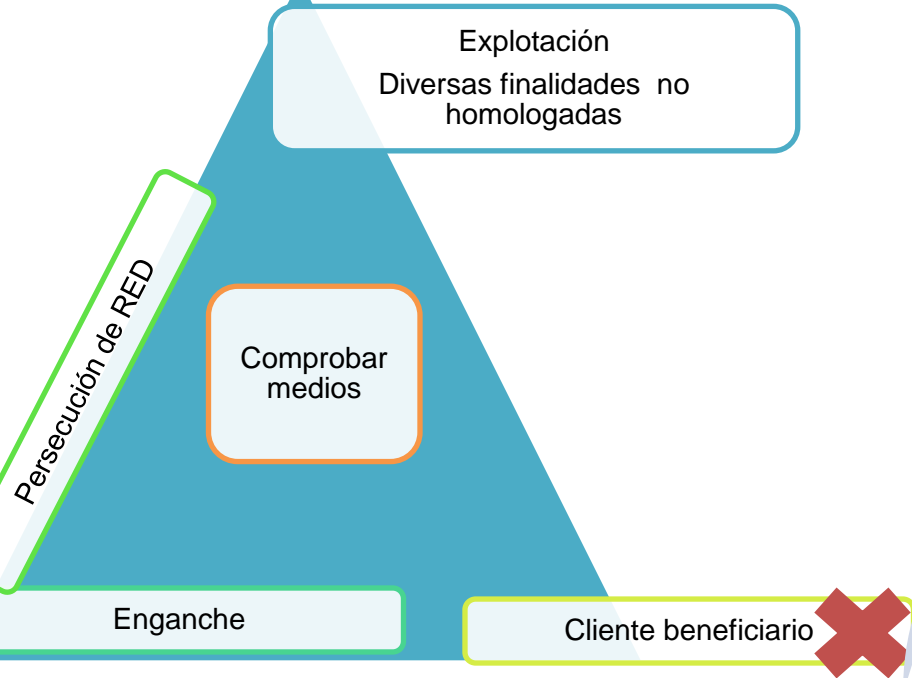 Explotación
Diversas finalidades no
homologadas
Persecución de RED
Comprobar
medios
Enganche
Cliente beneficiario